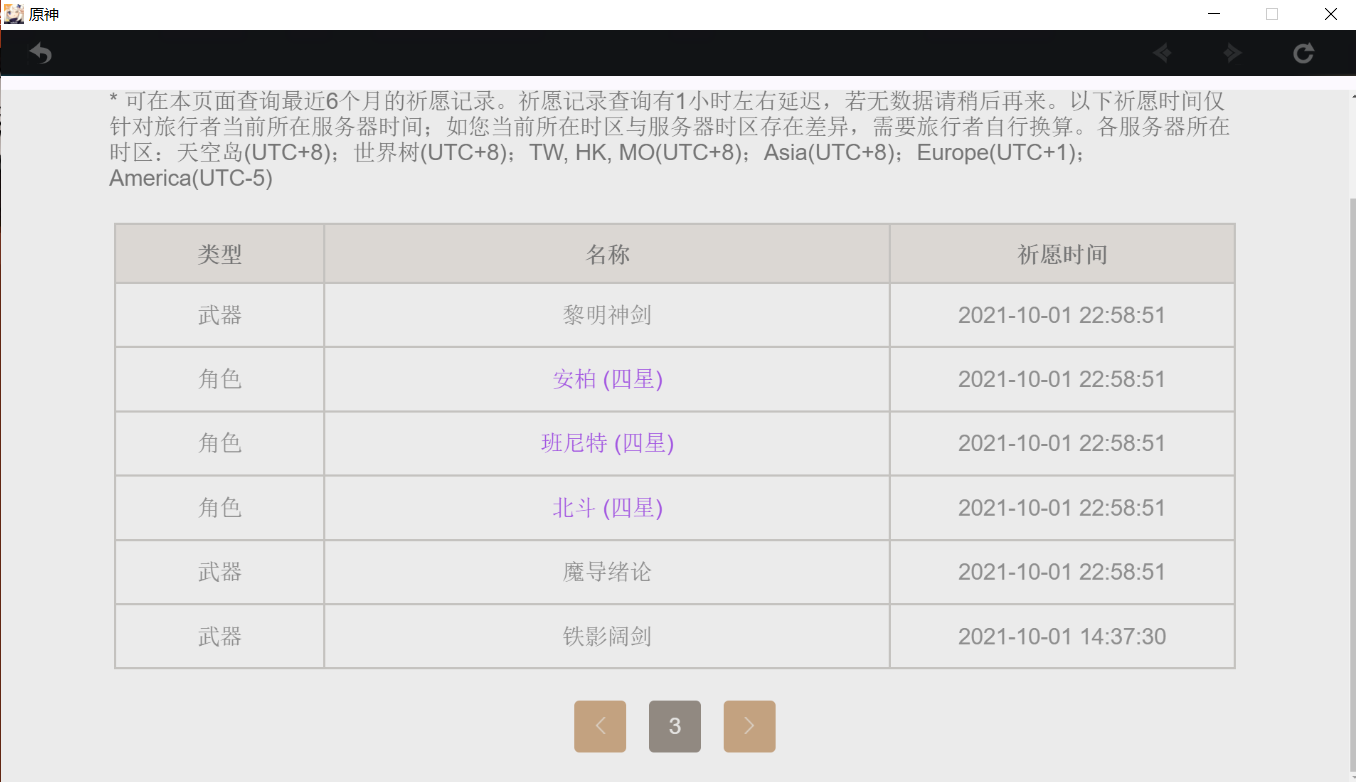 原神
* 可在本页面查询最近6个月的祈愿记录。祈愿记录查询有1小时左右延迟，若无数据请稍后再来。以下祈愿时间仅
针对旅行者当前所在服务器时间；如您当前所在时区与服务器时区存在差异，需要旅行者自行换算。各服务器所在
时区：天空岛(UTC+8)；世界树(UTC+8)；TW, HK, MO(UTC+8)；Asia(UTC+8)；Europe(UTC+1)；
America(UTC-5)
类型 名称 祈愿时间
武器 黎明神剑 2021-10-01 22:58:51
角色 安柏 (四星) 2021-10-01 22:58:51
角色 班尼特 (四星) 2021-10-01 22:58:51
角色 北斗 (四星) 2021-10-01 22:58:51
武器 魔导绪论 2021-10-01 22:58:51
武器 铁影阔剑 2021-10-01 14:37:30
3